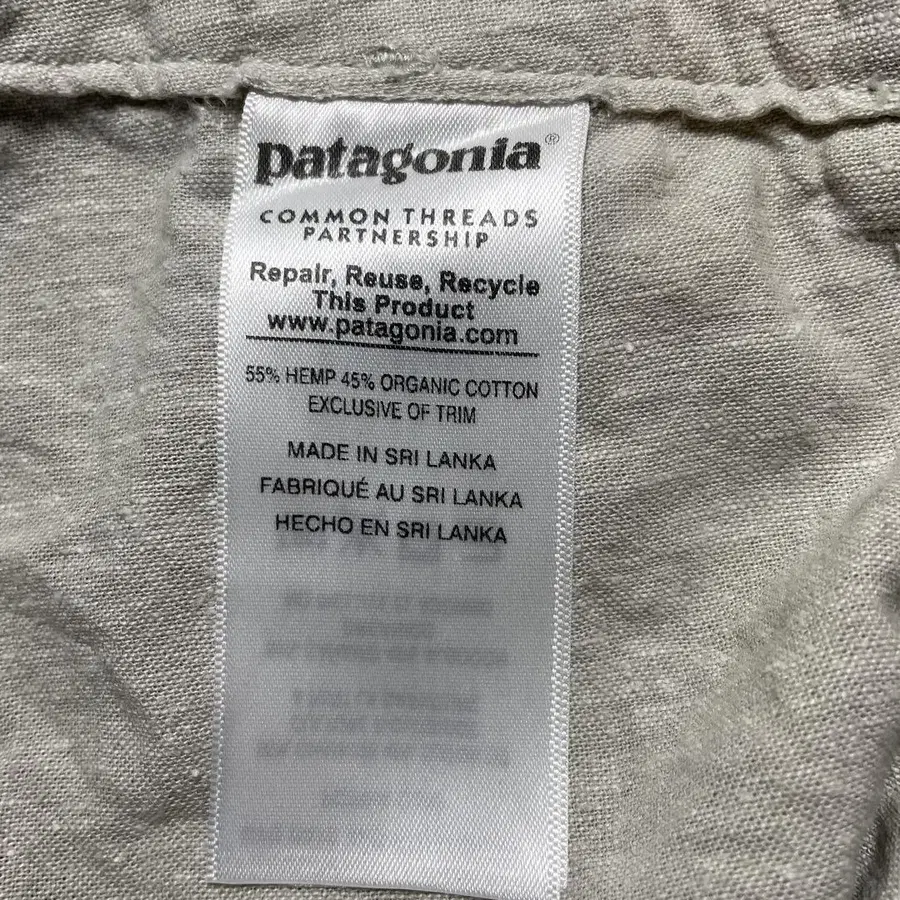 patagonia®
COMMON THREADS
PARTNERSHIP
Repair, Reuse, Recycle
This Product
www.patagonia.com
55% HEMP 45% ORGANIC COTTON
EXCLUSIVE OF TRIM
MADE IN SRI LANKA
FABRIQUÉ AU SRI LANKA
HECHO EN SRI LANKA